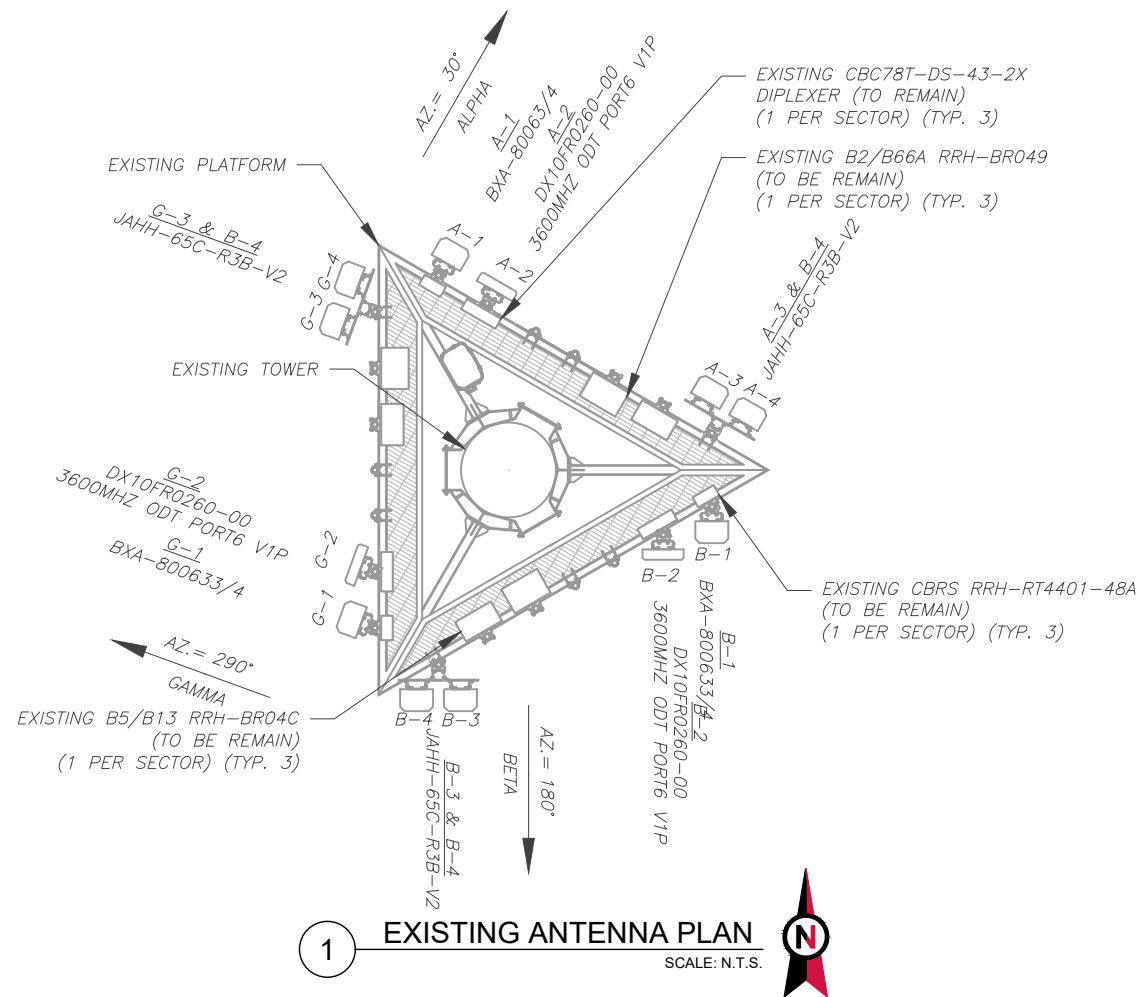 AZ.= 30°
ALPHA
A-1
BXA-80063/4
A-2
DX10FR0260-00
3600MHZ ODT PORT6 V1P
EXISTING CBC78T-DS-43-2X
DIPLEXER (TO REMAIN)
(1 PER SECTOR) (TYP. 3)
EXISTING B2/B66A RRH-BR049
(TO BE REMAIN)
(1 PER SECTOR) (TYP. 3)
EXISTING PLATFORM
G-3 & B-4
JAHH-65C-R3B-V2
G-4
G-3
A-1
A-2
A-3 & B-4
JAHH-65C-R3B-V2
EXISTING TOWER
A-3
A-4
G-2
DX10FR0260-00
3600MHZ ODT PORT6 V1P
G-1
BXA-800633/4
G-2
G-1
B-1
B-2
EXISTING CBRS RRH-RT4401-48A
(TO BE REMAIN)
(1 PER SECTOR) (TYP. 3)
B-1
BXA-800633/4
B-2
DX10FR0260-00
3600MHZ ODT PORT6 V1P
AZ.= 290°
GAMMA
EXISTING B5/B13 RRH-BR04C
(TO BE REMAIN)
(1 PER SECTOR) (TYP. 3)
B-4
B-3
B-3 & B-4
JAHH-65C-R3B-V2
AZ.= 180°
BETA
1
EXISTING ANTENNA PLAN
SCALE: N.T.S.
N